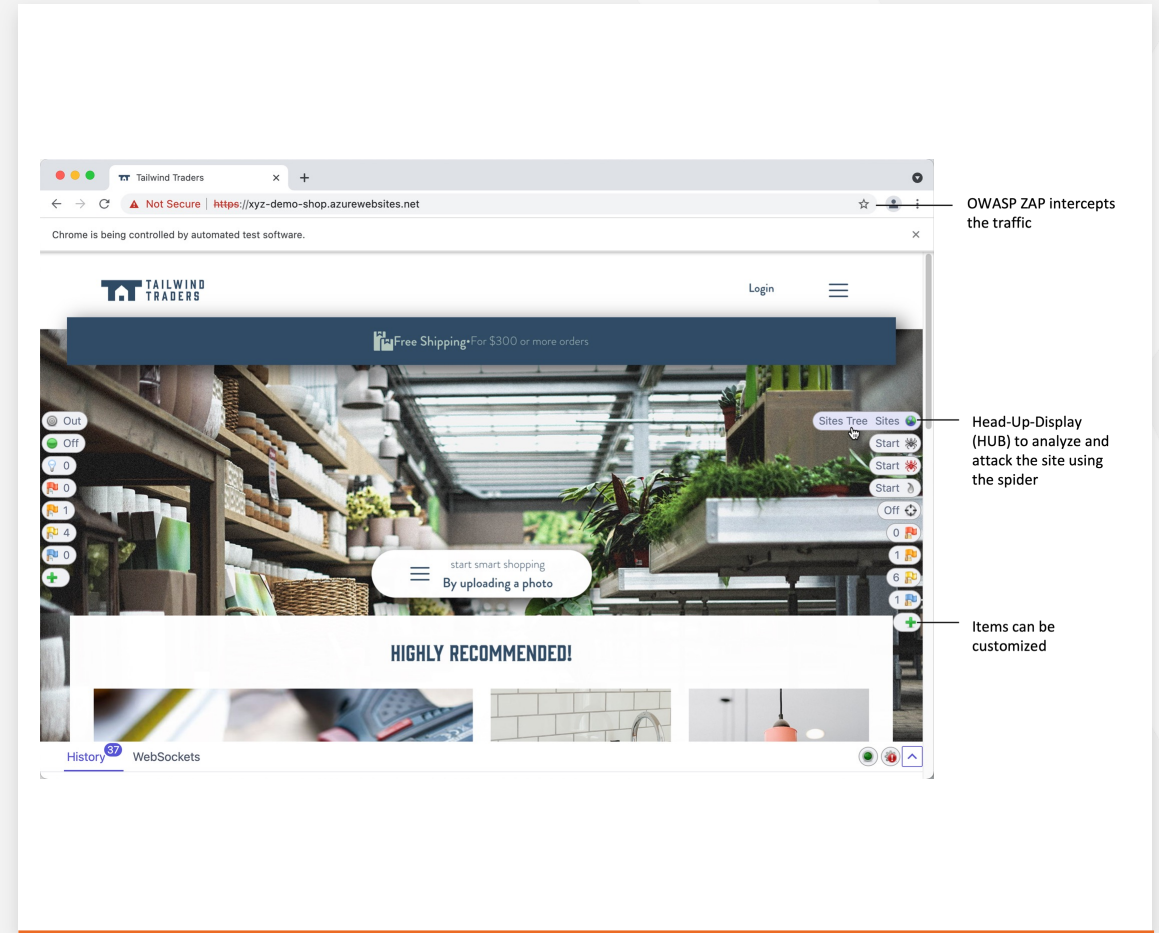 Tailwind Traders
Not Secure | https://xyz-demo-shop.azurewebsites.net
OWASP ZAP intercepts
the traffic
Chrome is being controlled by automated test software.
TAILWIND
TRADERS
Login
Free Shipping•For $300 or more orders
Out
Off
0
0
1
4
0
Sites Tree Sites
Start
Start
Start
Off
0
1
6
1
Head-Up-Display
(HUB) to analyze and
attack the site using
the spider
start smart shopping
By uploading a photo
Items can be
customized
HIGHLY RECOMMENDED!
History 37 WebSockets